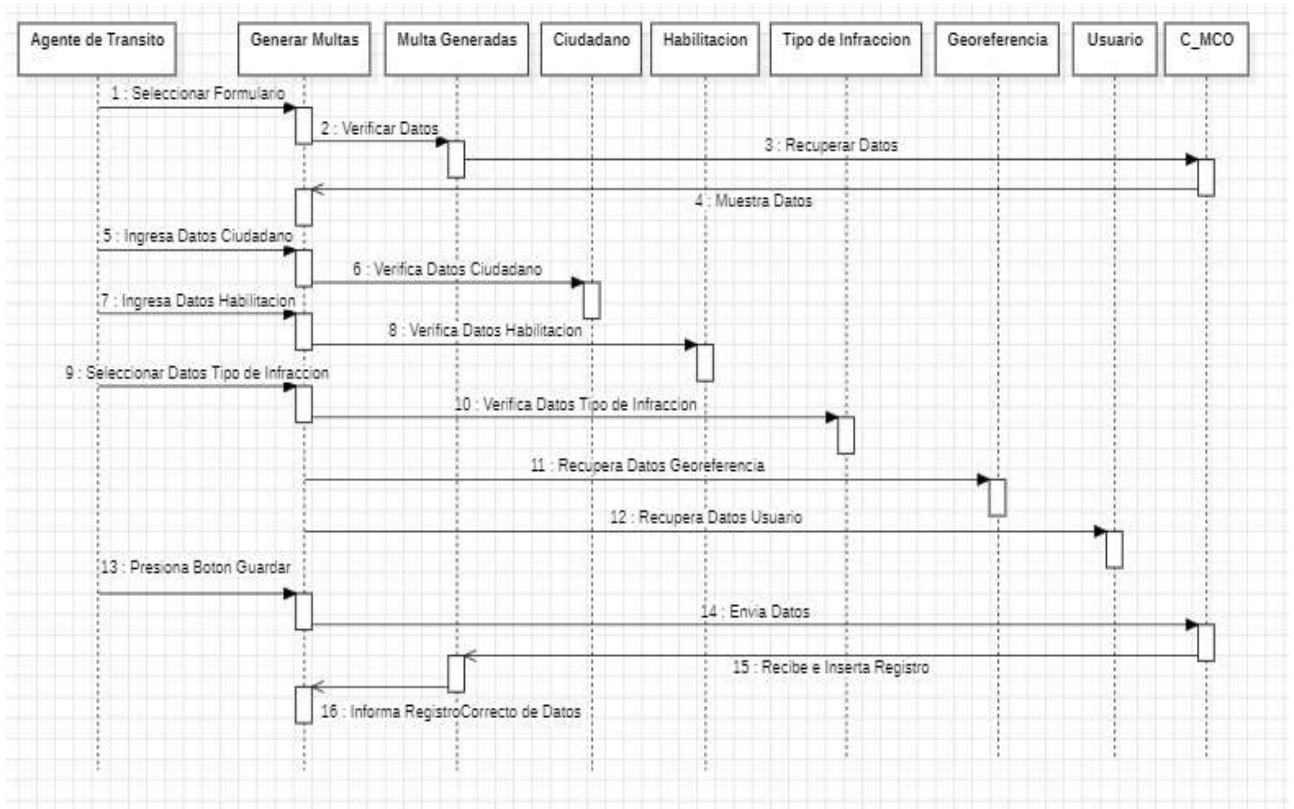 Agente de Transito
Generar Multas
Multa Generadas
Ciudadano
Habilitacion
Tipo de Infraccion
Georeferencia
Usuario
C_MCO
1 : Seleccionar Formulario
2 : Verificar Datos
3 : Recuperar Datos
4 : Muestra Datos
5 : Ingresa Datos Ciudadano
6 : Verifica Datos Ciudadano
7 : Ingresa Datos Habilitacion
8 : Verifica Datos Habilitacion
9 : Seleccionar Datos Tipo de Infraccion
10 : Verifica Datos Tipo de Infraccion
11 : Recupera Datos Georeferencia
12 : Recupera Datos Usuario
13 : Presiona Boton Guardar
14 : Envia Datos
15 : Recibe e Inserta Registro
16 : Informa RegistroCorrecto de Datos